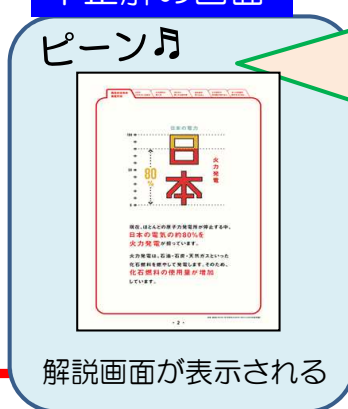 不正解の画面
ピーン♬
日本の電力
日本
火力発電
80
%
現在、ほとんどの原子力発電所が停止する中、
日本の電気の約80%を
火力発電が担っています。
火力発電は、石油・石炭・天然ガスといった
化石燃料を燃やして発電します。そのため、
化石燃料の使用量が増加
しています。
- 2 -
解説画面が表示される